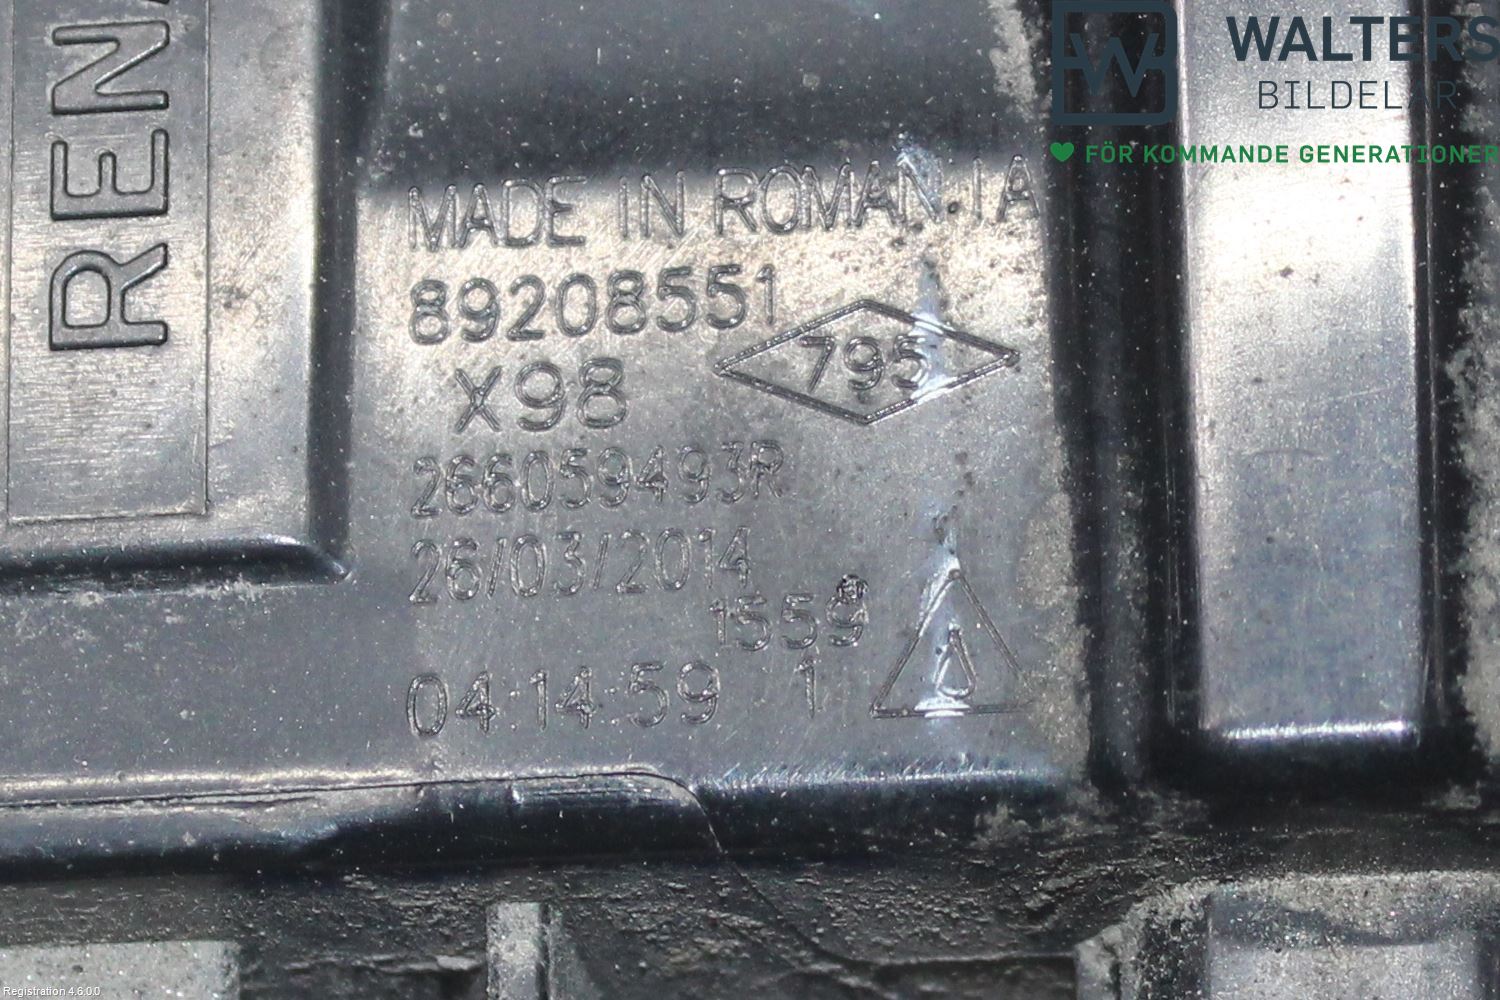 WALTERS
BILDELAR
FÖR KOMMANDE GENERATIONER
RENA
MADE IN ROMANIA
89208551
795
X98
266059493R
26/03/2014
1559
04:14:59 1
Registration 4.6.0.0